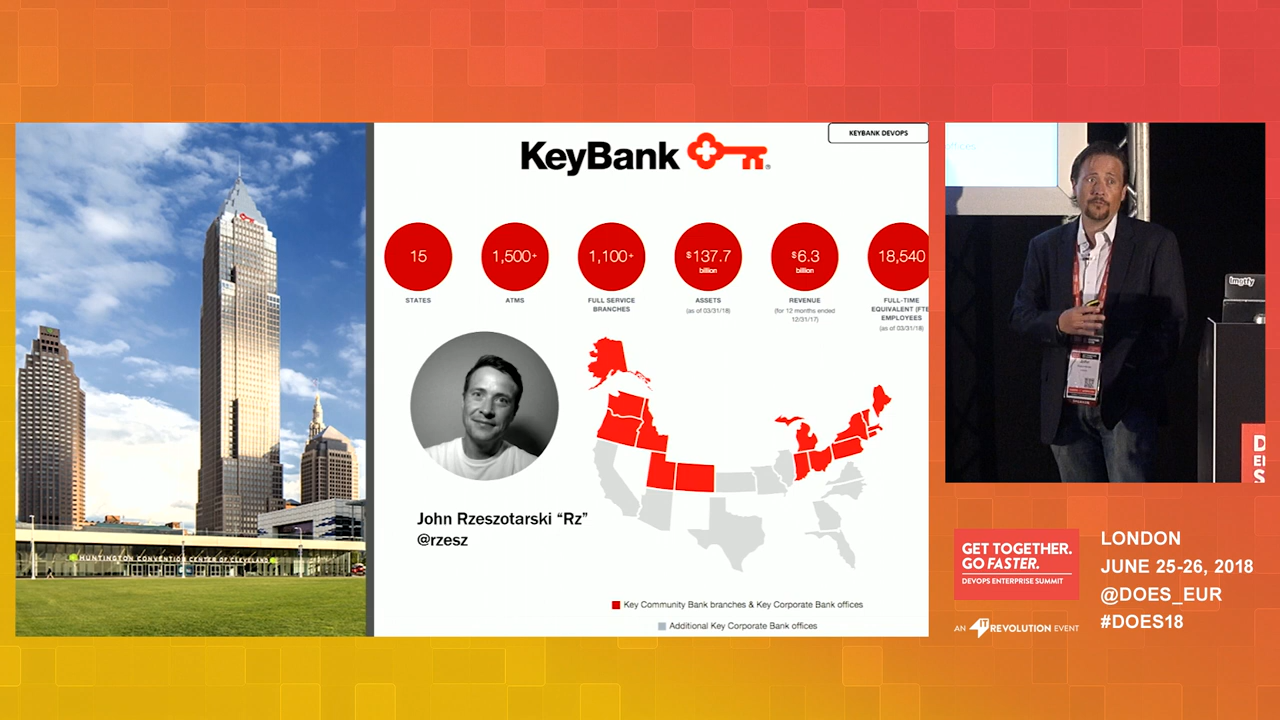 KEYBANK DEVOPS
KeyBank
15
STATES
1,500+
ATMS
1,100+
FULL SERVICE
BRANCHES
$137.7
billion
ASSETS
(as of 03/31/18)
$6.3
billion
REVENUE
(for 12 months ended
12/31/17)
18,540
FULL-TIME
EQUIVALENT (FTE
EMPLOYEES
(as of 03/31/18)
John Rzeszotarski “Rz”
@rzesz
Key Community Bank branches & Key Corporate Bank offices
Additional Key Corporate Bank offices
HUNTINGTON CONVENTION CENTER OF CLEVELAND
offices
imgtfy
D
E
S
GET TOGETHER.
GO FASTER.
DEVOPS ENTERPRISE SUMMIT
AN IT REVOLUTION EVENT
LONDON
JUNE 25-26, 2018
@DOES_EUR
#DOES18